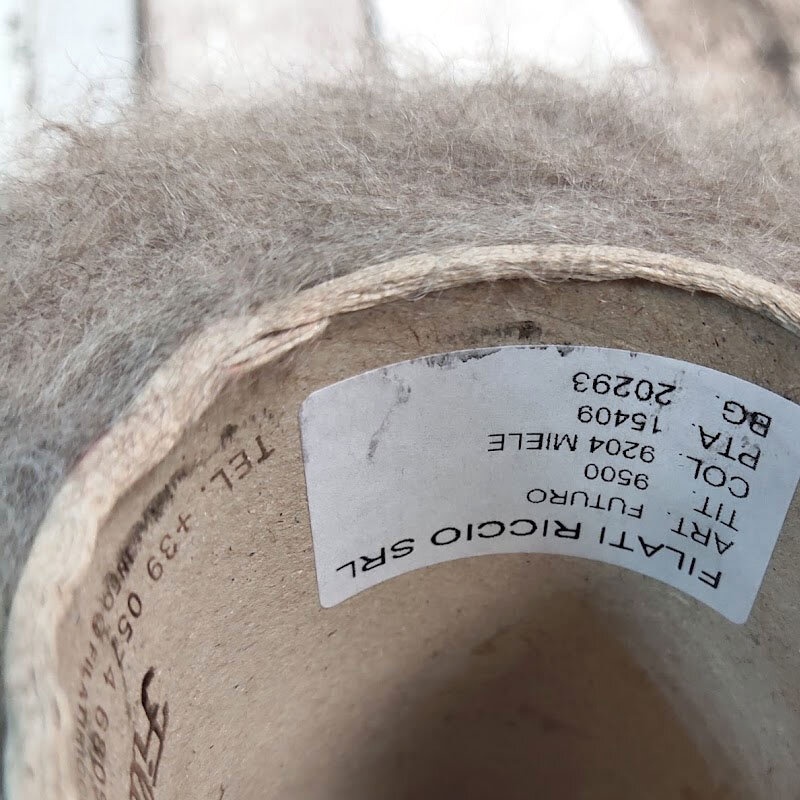 FILATI RICCIO SRL
ART. FUTURO
TIT. 9500
COL. 9204 MIELE
PTA. 15409
BG. 20293
TEL. +39 0574